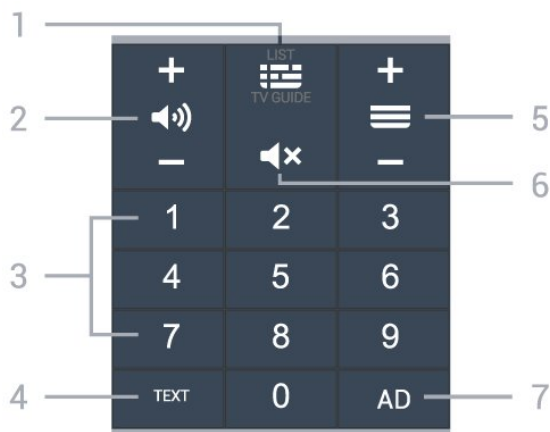 1
LIST
+ +
TV GUIDE
2 5
− −
6
1 2 3
3
4 5 6
7 8 9
4 TEXT 0 AD 7